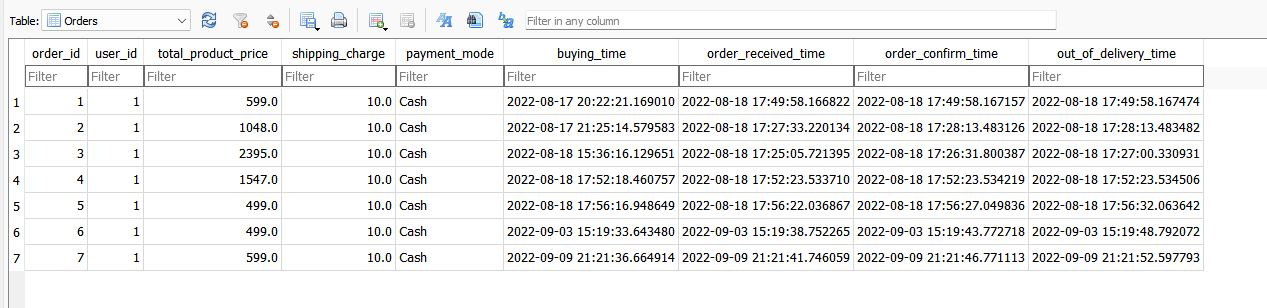 Table: Orders Filter in any column
order_id user_id total_product_price shipping_charge payment_mode buying_time order_received_time order_confirm_time out_of_delivery_time
Filter Filter Filter Filter Filter Filter Filter Filter Filter
1 1 1 599.0 10.0 Cash 2022-08-17 20:22:21.169010 2022-08-18 17:49:58.166822 2022-08-18 17:49:58.167157 2022-08-18 17:49:58.167474
2 2 1 1048.0 10.0 Cash 2022-08-17 21:25:14.579583 2022-08-18 17:27:33.220134 2022-08-18 17:28:13.483126 2022-08-18 17:28:13.483482
3 3 1 2395.0 10.0 Cash 2022-08-18 15:36:16.129651 2022-08-18 17:25:05.721395 2022-08-18 17:26:31.800387 2022-08-18 17:27:00.330931
4 4 1 1547.0 10.0 Cash 2022-08-18 17:52:18.460757 2022-08-18 17:52:23.533710 2022-08-18 17:52:23.534219 2022-08-18 17:52:23.534506
5 5 1 499.0 10.0 Cash 2022-08-18 17:56:16.948649 2022-08-18 17:56:22.036867 2022-08-18 17:56:27.049836 2022-08-18 17:56:32.063642
6 6 1 499.0 10.0 Cash 2022-09-03 15:19:33.643480 2022-09-03 15:19:38.752265 2022-09-03 15:19:43.772718 2022-09-03 15:19:48.792072
7 7 1 599.0 10.0 Cash 2022-09-09 21:21:36.664914 2022-09-09 21:21:41.746059 2022-09-09 21:21:46.771113 2022-09-09 21:21:52.597793